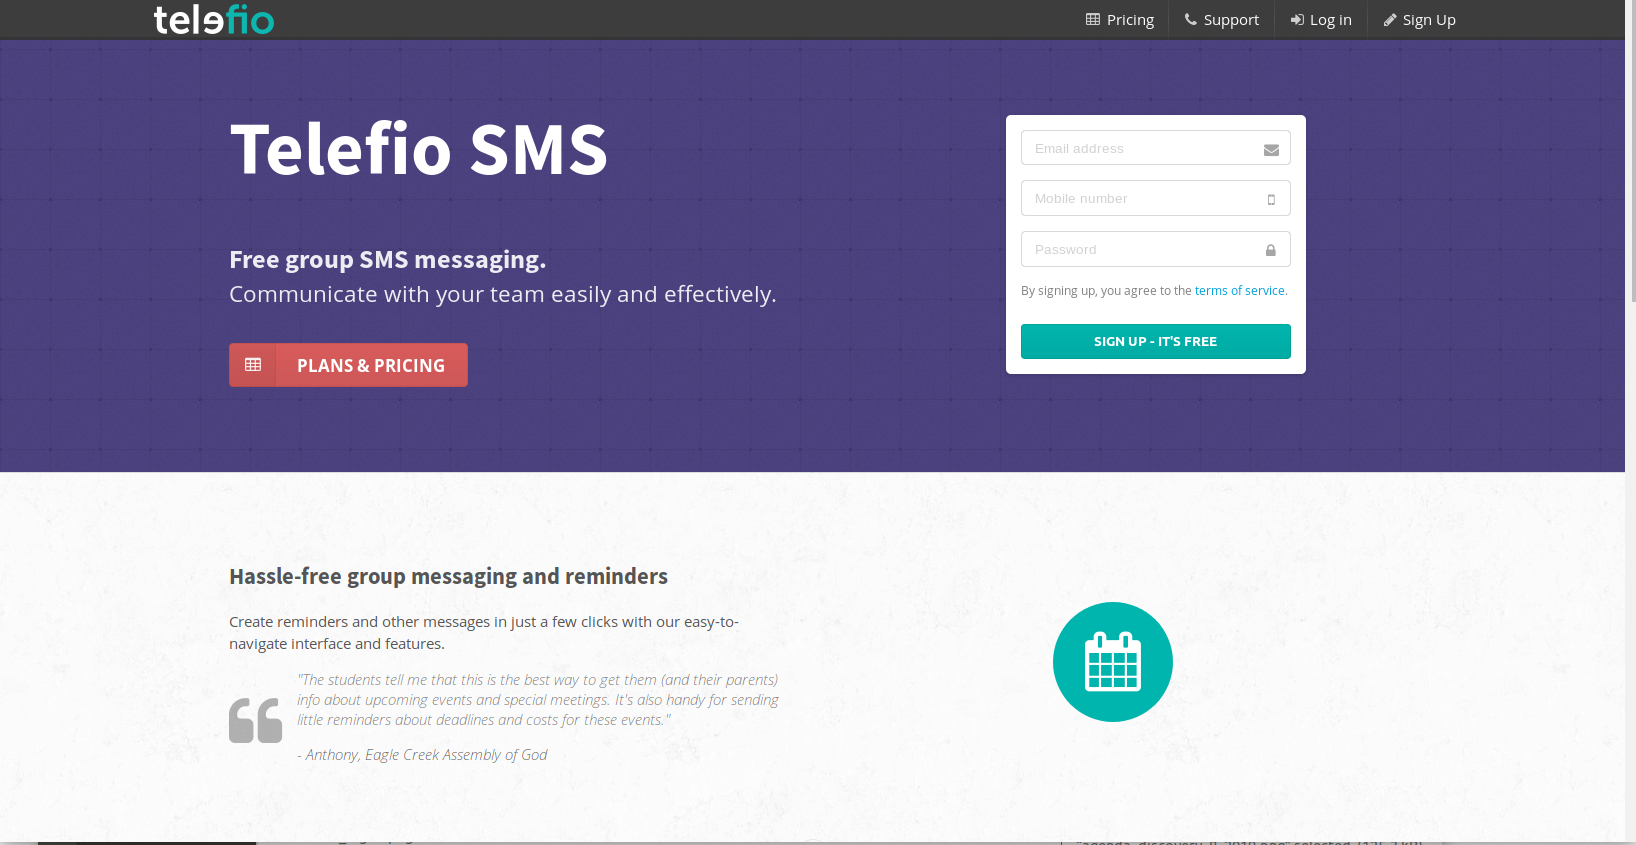 telefio
Pricing
Support
Log in
Sign Up
Telefio SMS
Free group SMS messaging.
Communicate with your team easily and effectively.
PLANS & PRICING
Email address
Mobile number
Password
By signing up, you agree to the terms of service.
SIGN UP - IT'S FREE
Hassle-free group messaging and reminders
Create reminders and other messages in just a few clicks with our easy-to-
navigate interface and features.
"The students tell me that this is the best way to get them (and their parents)
info about upcoming events and special meetings. It's also handy for sending
little reminders about deadlines and costs for these events."
- Anthony, Eagle Creek Assembly of God